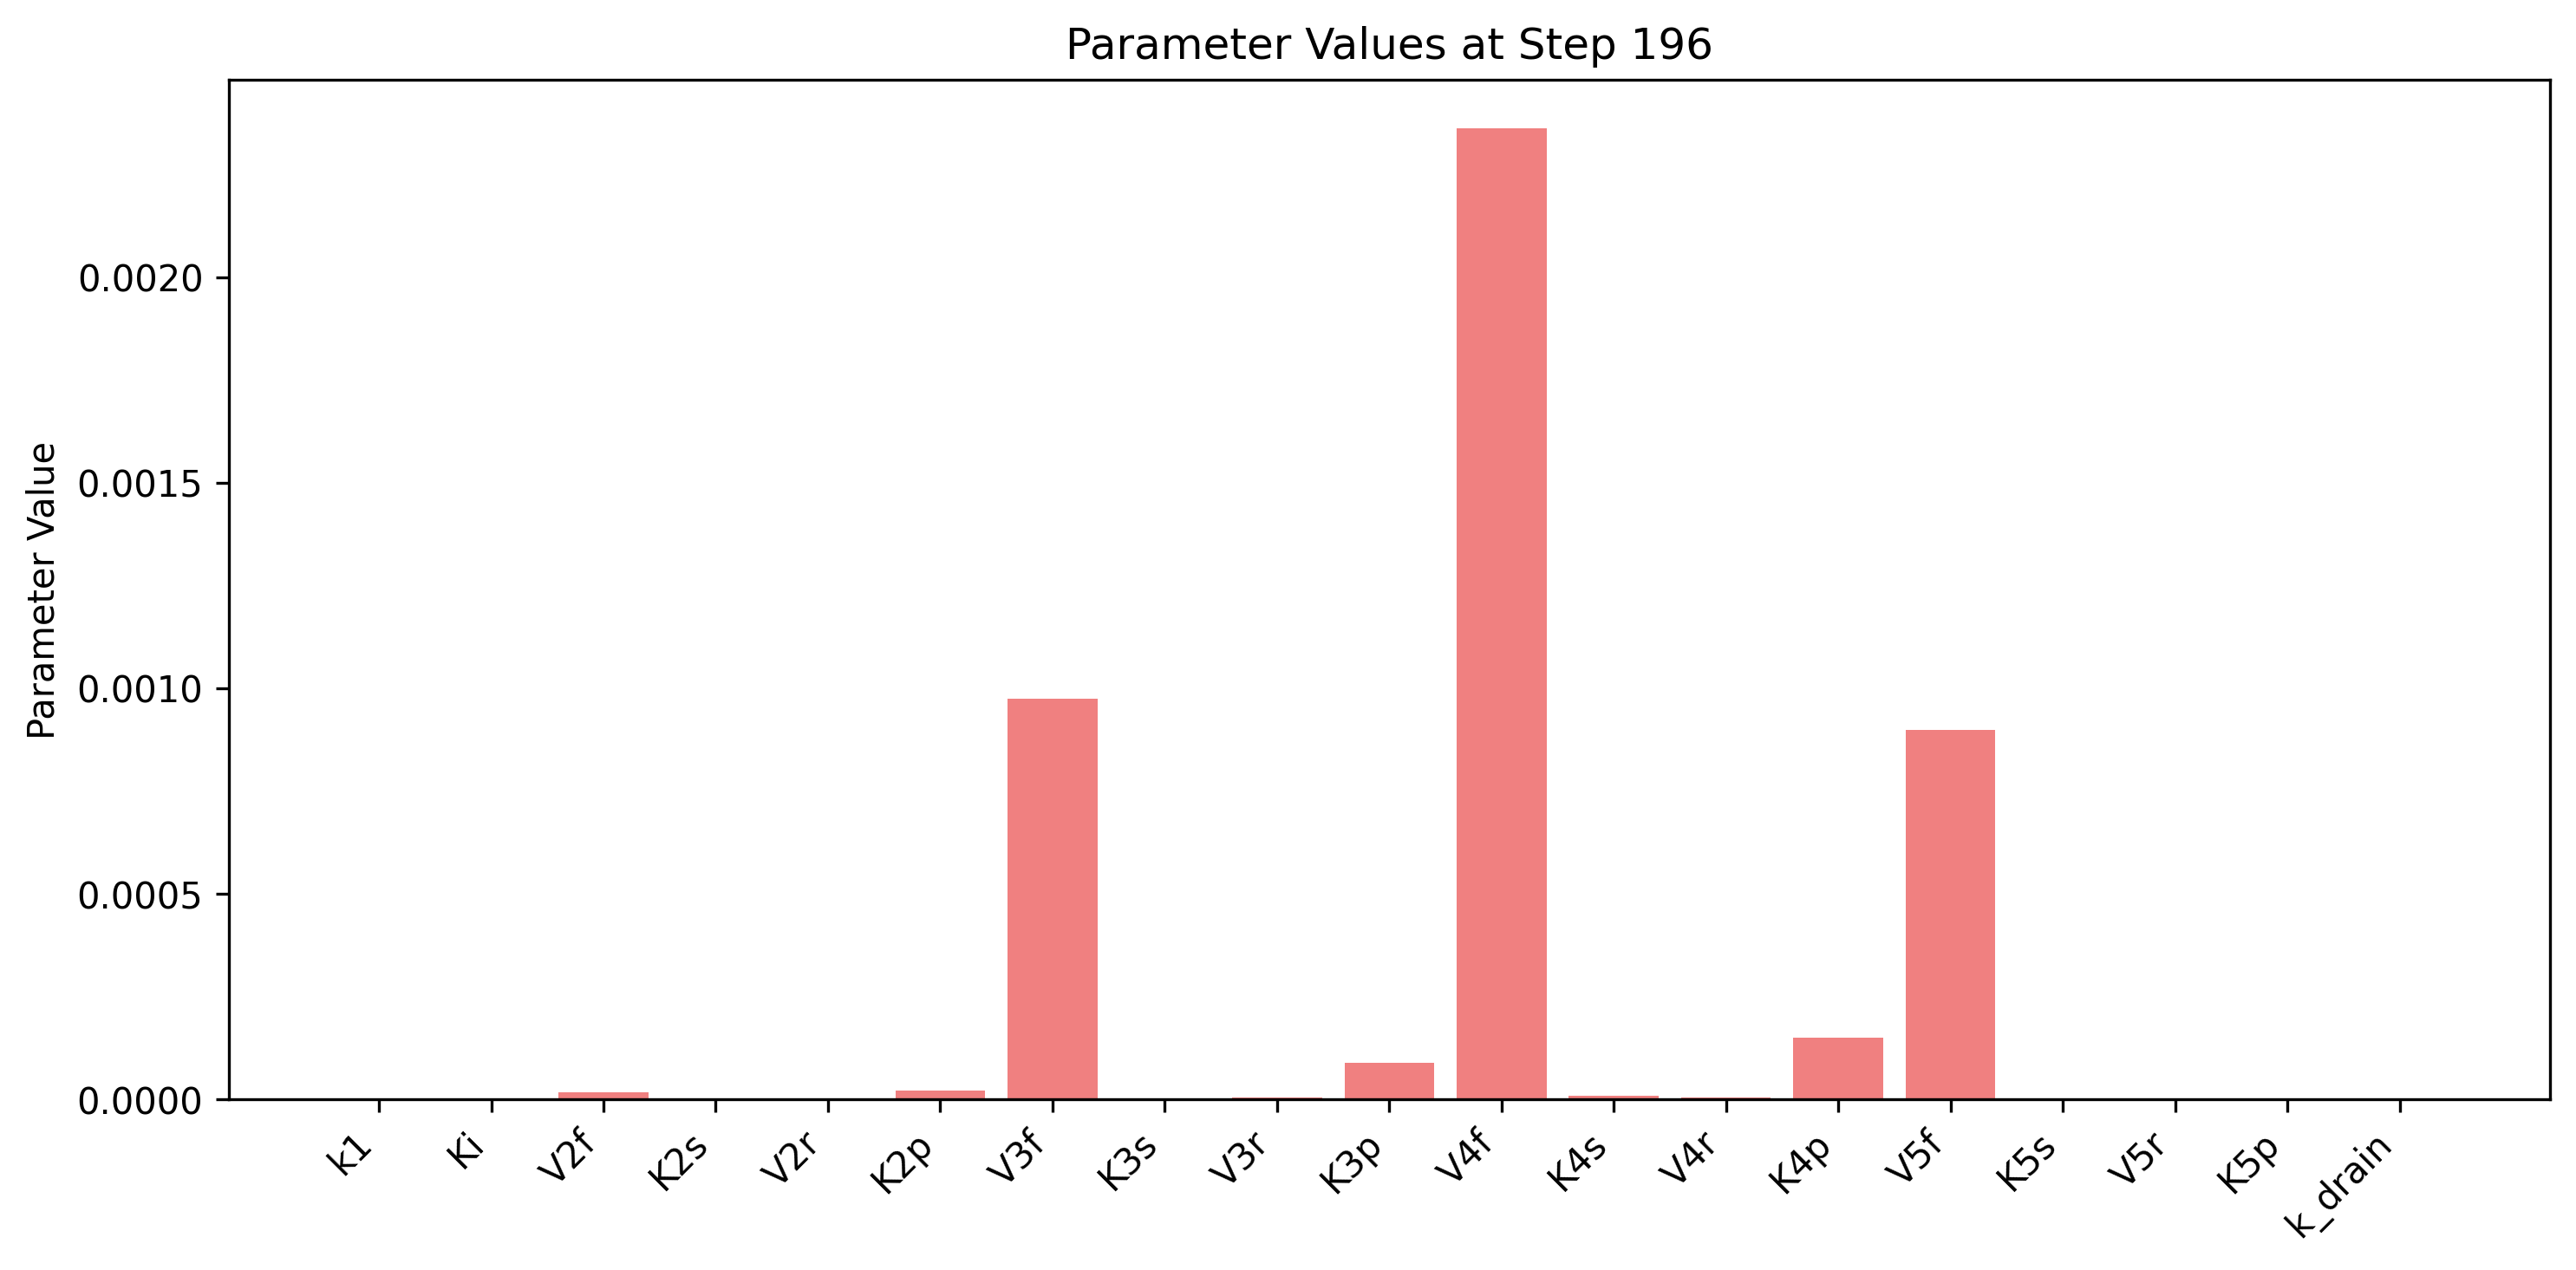 Parameter Values at Step 196
Parameter Value
0.0020
0.0015
0.0010
0.0005
0.0000
k1
Ki
V2f
K2s
V2r
K2p
V3f
K3s
V3r
K3p
V4f
K4s
V4r
K4p
V5f
K5s
V5r
K5p
k_drain